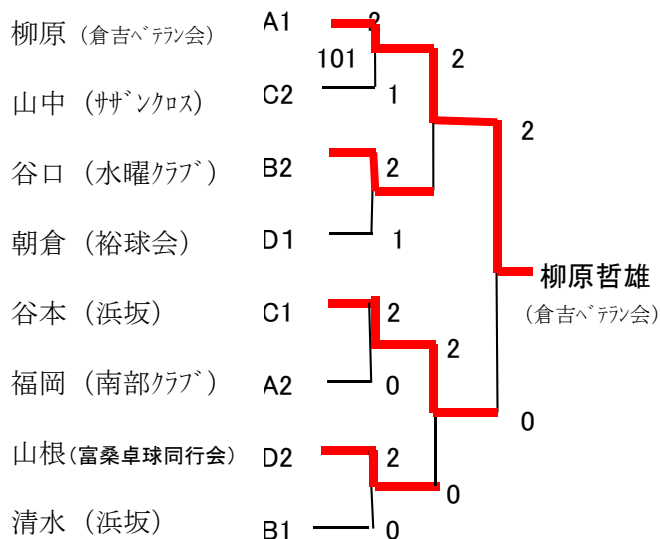 柳原 (倉吉ﾍﾞﾃﾗﾝ会) A1 2
101 2
山中 (ｻｻﾞﾝｸﾛｽ) C2 1
2
谷口 (水曜ｸﾗﾌﾞ) B2 2
朝倉 (裕球会) D1 1
柳原哲雄
(倉吉ﾍﾞﾃﾗﾝ会)
谷本 (浜坂) C1 2
2
福岡 (南部ｸﾗﾌﾞ) A2 0
0
山根(富桑卓球同行会) D2 2
0
清水 (浜坂) B1 0